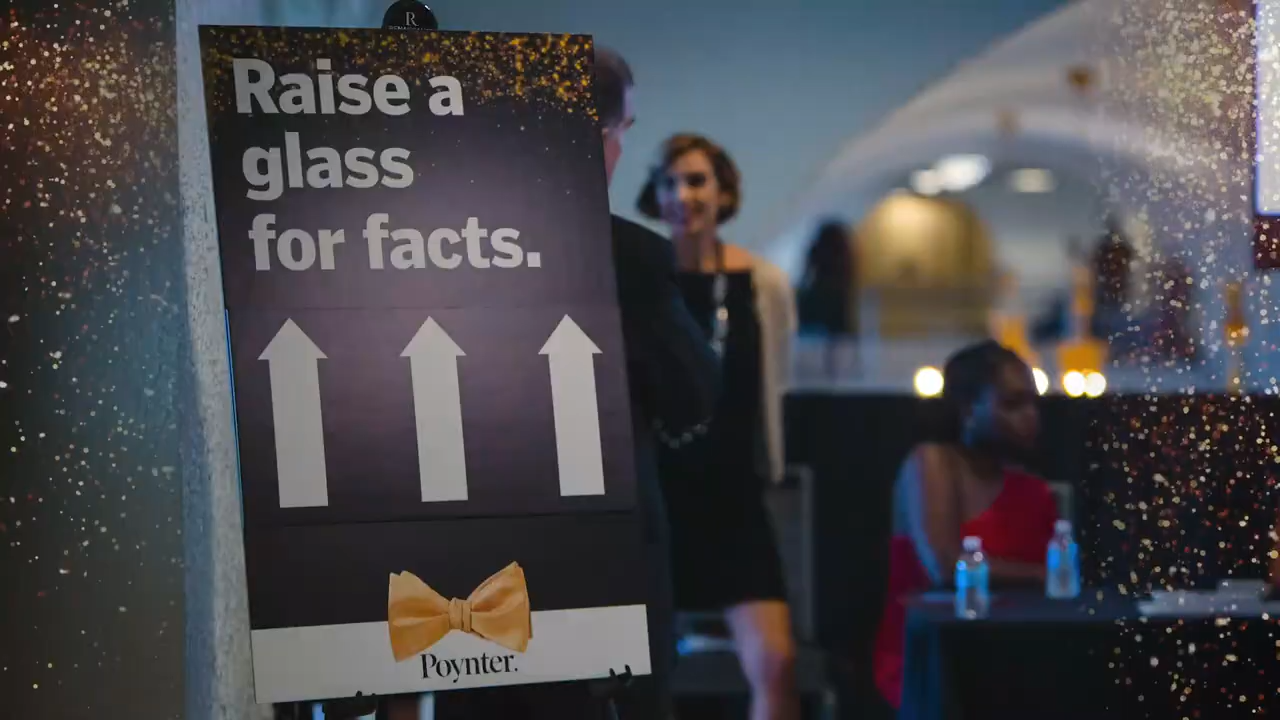 R
Raise a
glass
for facts.
Poynter.